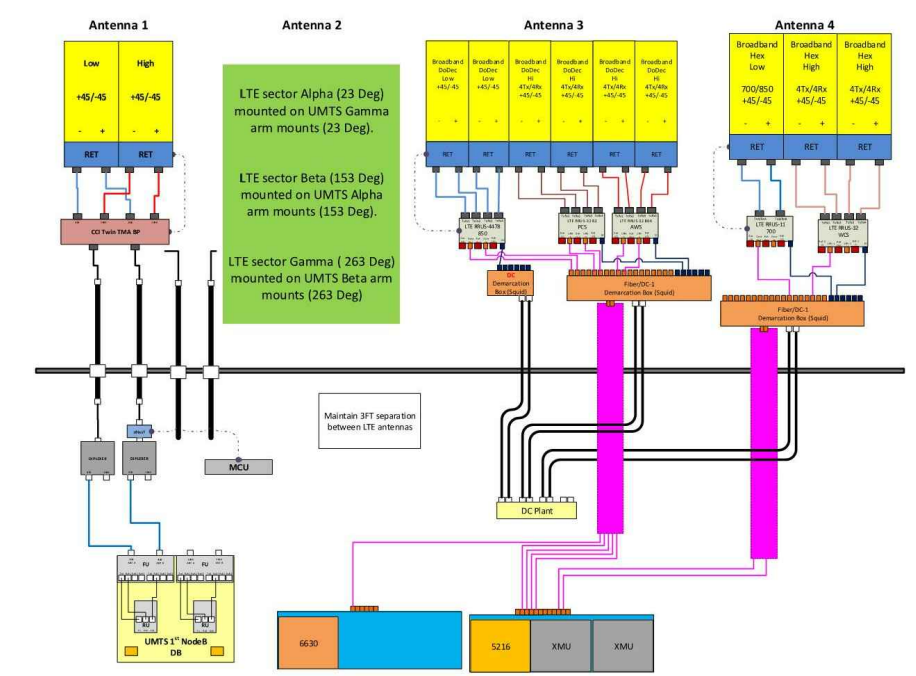 Antenna 1
Antenna 2
Antenna 3
Antenna 4
Low
High
+45/-45
+45/-45
- +
- +
RET
RET
CCI Twin TMA BP
LTE sector Alpha (23 Deg)
mounted on UMTS Gamma
arm mounts (23 Deg).
LTE sector Beta (153 Deg)
mounted on UMTS Alpha
arm mounts (153 Deg).
LTE sector Gamma ( 263 Deg)
mounted on UMTS Beta arm
mounts (263 Deg)
Broadband
DoDec
Low
+45/-45
- +
Broadband
DoDec
Low
+45/-45
- +
Broadband
DoDec
Hi
4Tx/4Rx
+45/-45
- +
Broadband
DoDec
Hi
4Tx/4Rx
+45/-45
- +
Broadband
DoDec
Hi
4Tx/4Rx
+45/-45
- +
Broadband
DoDec
Hi
4Tx/4Rx
+45/-45
- +
RET
RET
RET
RET
RET
RET
Broadband
Hex
Low
700/850
+45/-45
- +
Broadband
Hex
High
4Tx/4Rx
+45/-45
- +
Broadband
Hex
High
4Tx/4Rx
+45/-45
- +
RET
RET
RET
LTE RRUS-4478
850
PCS
AWS
LTE RRUS-11
700
LTE RRUS-32
WCS
DC
Demarcation
Box (Squid)
Fiber/DC-1
Demarcation Box (Squid)
Fiber/DC-1
Demarcation Box (Squid)
Maintain 3FT separation
between LTE antennas
MCU
DC Plant
FU
FU
RU
RU
UMTS 1st NodeB
DB
6630
5216
XMU
XMU